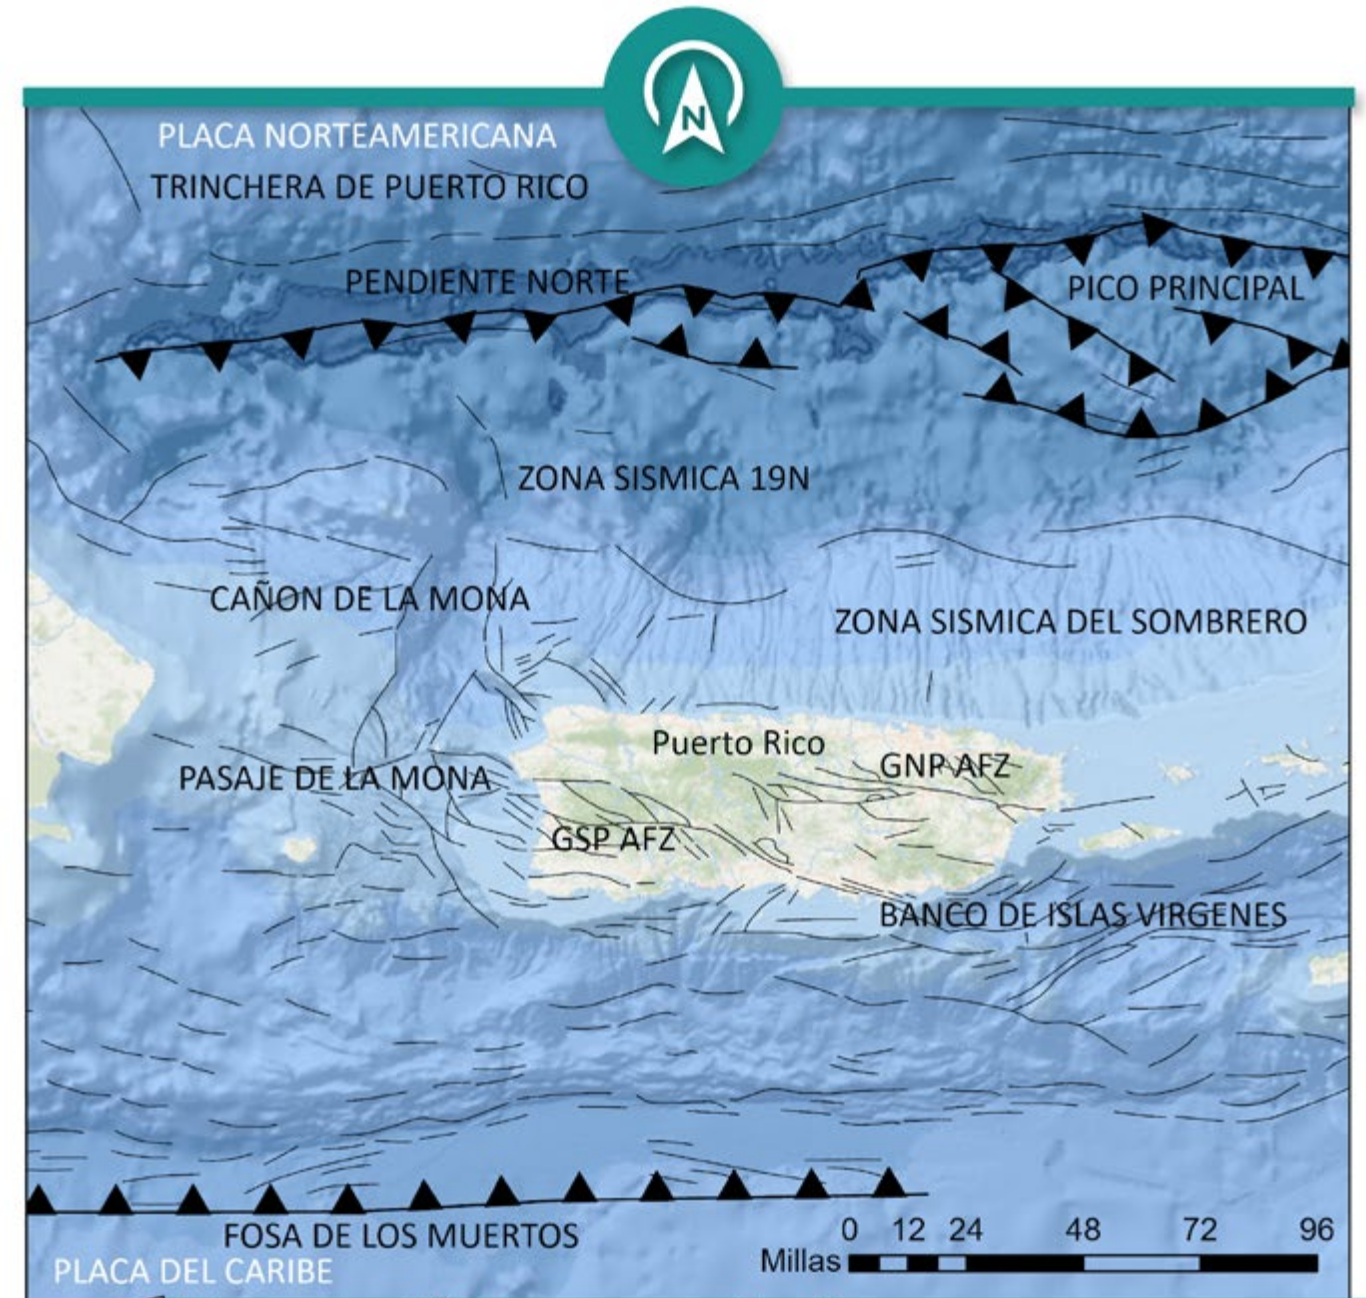 N
PLACA NORTEAMERICANA
TRINCHERA DE PUERTO RICO
PENDIENTE NORTE
PICO PRINCIPAL
ZONA SISMICA 19N
CAÑON DE LA MONA
ZONA SISMICA DEL SOMBRERO
Puerto Rico
GNP AFZ
PASAJE DE LA MONA
GSP AFZ
BANCO DE ISLAS VIRGENES
FOSA DE LOS MUERTOS
0 12 24 48 72 96
Millas
PLACA DEL CARIBE